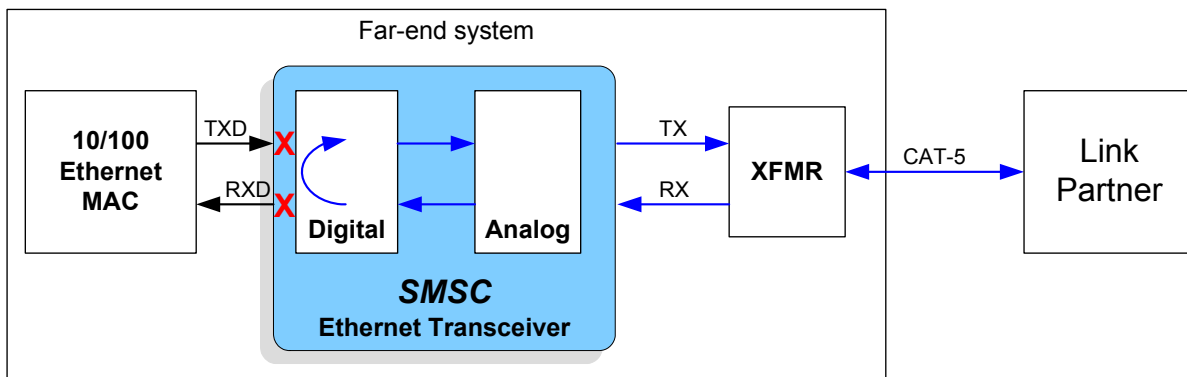 Far-end system
10/100
Ethernet
MAC
TXD
RXD
X
X
Digital
Analog
SMSC
Ethernet Transceiver
TX
RX
XFMR
CAT-5
Link
Partner